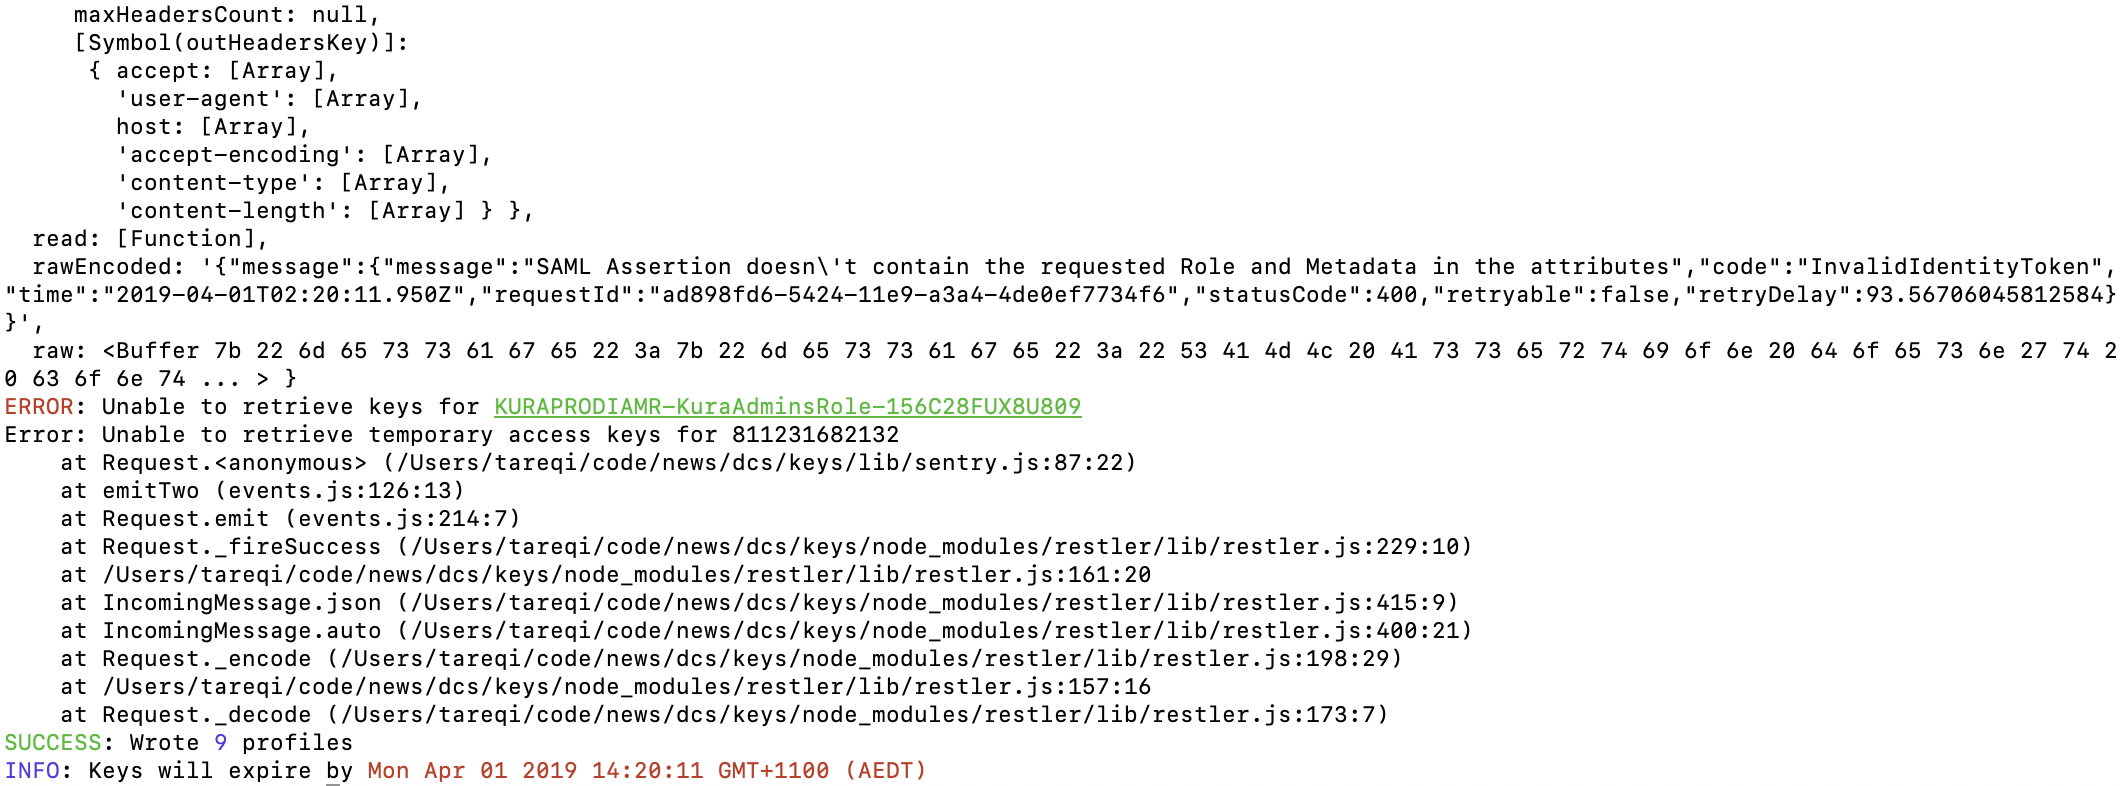 maxHeadersCount: null,
[Symbol(outHeadersKey)]:
{ accept: [Array],
'user-agent': [Array],
host: [Array],
'accept-encoding': [Array],
'content-type': [Array],
'content-length': [Array] } },
read: [Function],
rawEncoded: '{"message":{"message":"SAML Assertion doesn\'t contain the requested Role and Metadata in the attributes","code":"InvalidIdentityToken",
"time":"2019-04-01T02:20:11.950Z","requestId":"ad898fd6-5424-11e9-a3a4-4de0ef7734f6","statusCode":400,"retryable":false,"retryDelay":93.56706045812584}
}',
raw: <Buffer 7b 22 6d 65 73 73 61 67 65 22 3a 7b 22 6d 65 73 73 61 67 65 22 3a 22 53 41 4d 4c 20 41 73 73 65 72 74 69 6f 6e 20 64 6f 65 73 6e 27 74 2
0 63 6f 6e 74 ... > }
ERROR: Unable to retrieve keys for KURAPRODIAMR-KuraAdminsRole-156C28FUX8U809
Error: Unable to retrieve temporary access keys for 811231682132
at Request.<anonymous> (/Users/tareqi/code/news/dcs/keys/lib/sentry.js:87:22)
at emitTwo (events.js:126:13)
at Request.emit (events.js:214:7)
at Request._fireSuccess (/Users/tareqi/code/news/dcs/keys/node_modules/restler/lib/restler.js:229:10)
at /Users/tareqi/code/news/dcs/keys/node_modules/restler/lib/restler.js:161:20
at IncomingMessage.json (/Users/tareqi/code/news/dcs/keys/node_modules/restler/lib/restler.js:415:9)
at IncomingMessage.auto (/Users/tareqi/code/news/dcs/keys/node_modules/restler/lib/restler.js:400:21)
at Request._encode (/Users/tareqi/code/news/dcs/keys/node_modules/restler/lib/restler.js:198:29)
at /Users/tareqi/code/news/dcs/keys/node_modules/restler/lib/restler.js:157:16
at Request._decode (/Users/tareqi/code/news/dcs/keys/node_modules/restler/lib/restler.js:173:7)
SUCCESS: Wrote 9 profiles
INFO: Keys will expire by Mon Apr 01 2019 14:20:11 GMT+1100 (AEDT)